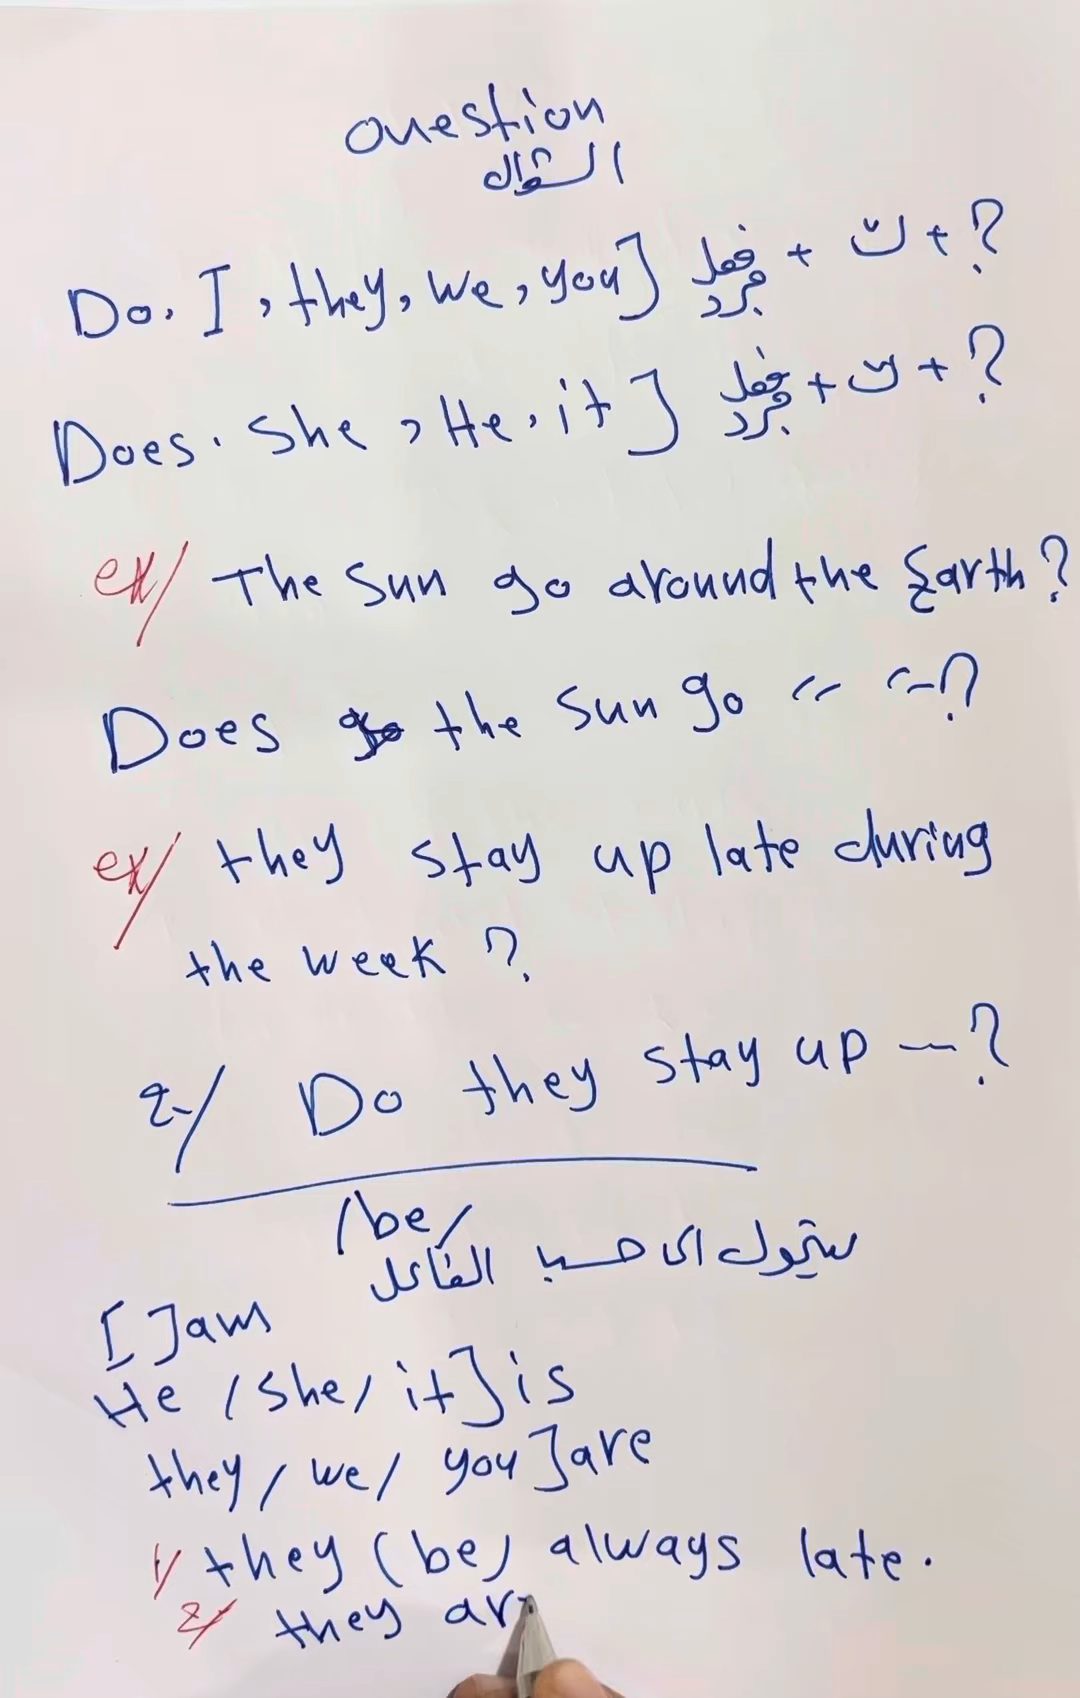 Question
السؤال
Do. I, they, we, you] فعل مجرد + ت + ?
Does. She, He, it] فعل مجرد + ت + ?
ex/ The Sun go around the Earth?
Does the Sun go 〃 〃 ?
ex/ they stay up late during
the week ?
2/ Do they stay up — ?
/be/
ستحول الى حسب الفاعل
I ] am
He / She / it ] is
they / we / you ] are
1/ they (be) always late.
2/ they ar